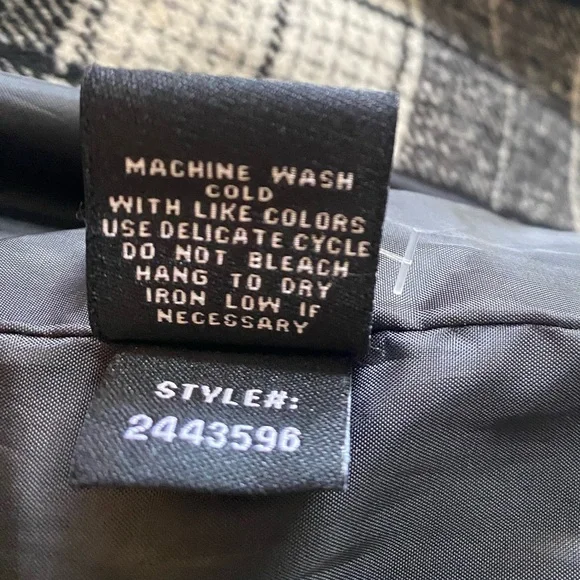 MACHINE WASH
COLD
WITH LIKE COLORS
USE DELICATE CYCLE
DO NOT BLEACH
HANG TO DRY
IRON LOW IF
NECESSARY
STYLE#:
2443596